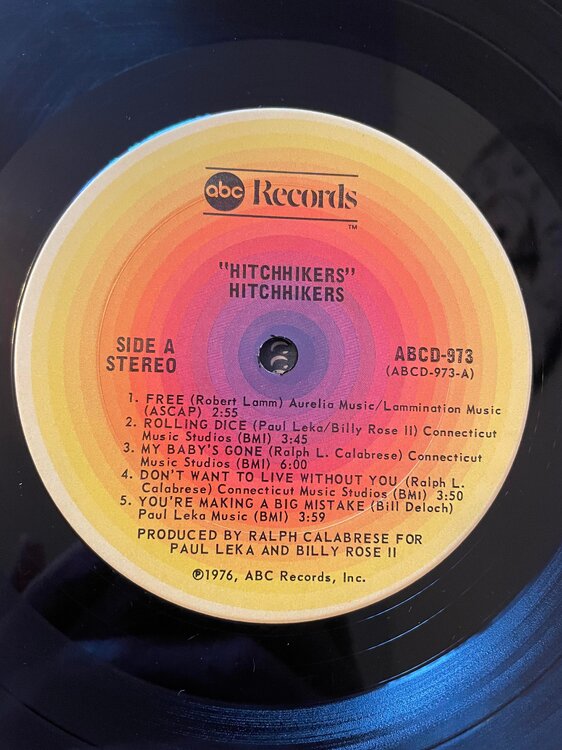 abc Records
TM
"HITCHHIKERS"
HITCHHIKERS
SIDE A
STEREO
ABCD-973
(ABCD-973-A)
1. FREE (Robert Lamm) Aurelia Music/Lammination Music
(ASCAP) 2:55
2. ROLLING DICE (Paul Leka/Billy Rose II) Connecticut
Music Studios (BMI) 3:45
3. MY BABY'S GONE (Ralph L. Calabrese) Connecticut
Music Studios (BMI) 6:00
4. DON'T WANT TO LIVE WITHOUT YOU (Ralph L.
Calabrese) Connecticut Music Studios (BMI) 3:50
5. YOU'RE MAKING A BIG MISTAKE (Bill Deloch)
Paul Leka Music (BMI) 3:59
PRODUCED BY RALPH CALABRESE FOR
PAUL LEKA AND BILLY ROSE II
℗1976, ABC Records, Inc.